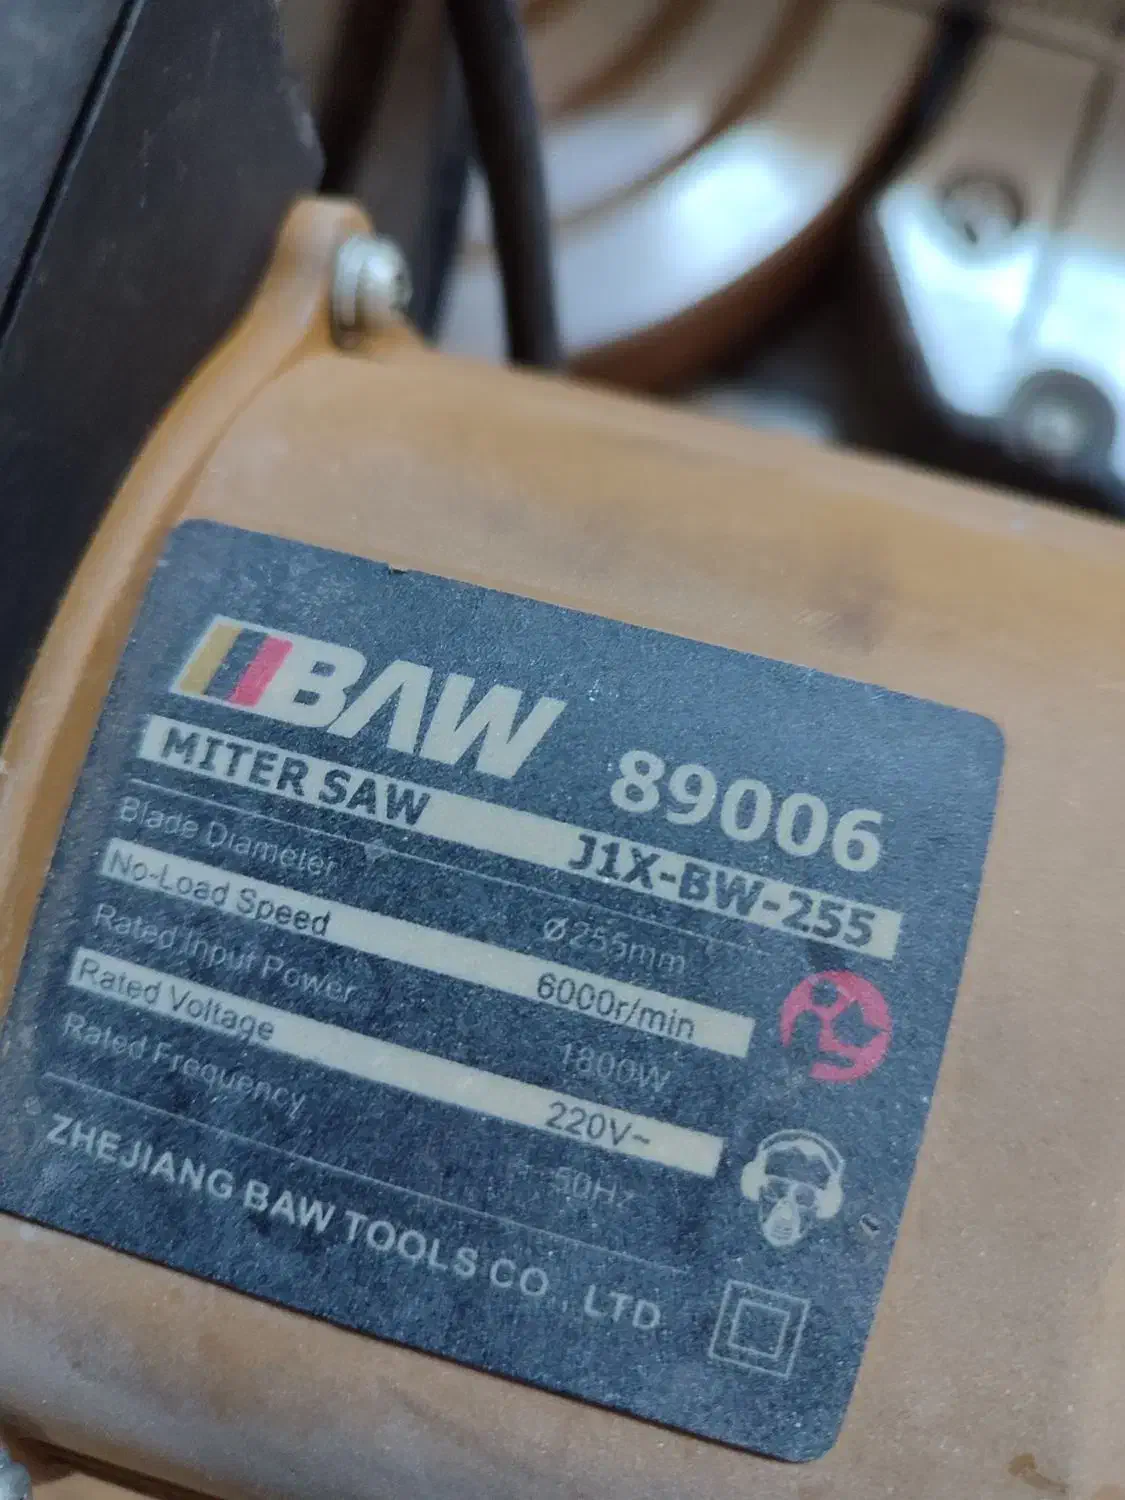 BAW
89006
MITER SAW J1X-BW-255
Blade Diameter ø255mm
No-Load Speed 6000r/min
Rated Input Power 1800W
Rated Voltage 220V~
Rated Frequency 50Hz
ZHEJIANG BAW TOOLS CO., LTD